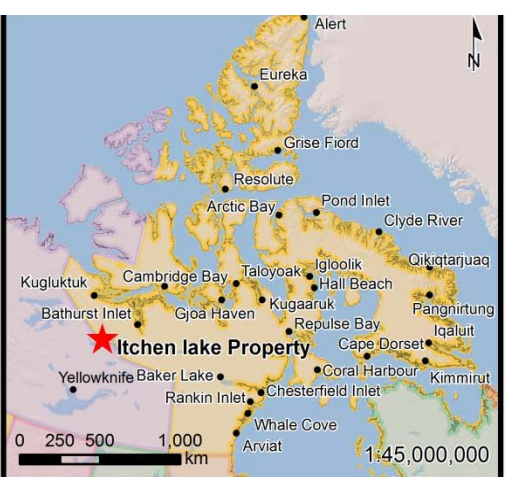 Alert
N
Eureka
Grise Fiord
Resolute
Arctic Bay
Pond Inlet
Clyde River
Qikiqtarjuaq
Igloolik
Cambridge Bay
Taloyoak
Hall Beach
Kugluktuk
Kugaaruk
Pangnirtung
Bathurst Inlet
Gjoa Haven
Repulse Bay
Iqaluit
Itchen lake Property
Cape Dorset
Yellowknife
Baker Lake
Coral Harbour
Kimmirut
Rankin Inlet
Chesterfield Inlet
Whale Cove
Arviat
0 250 500 1,000
km
1:45,000,000